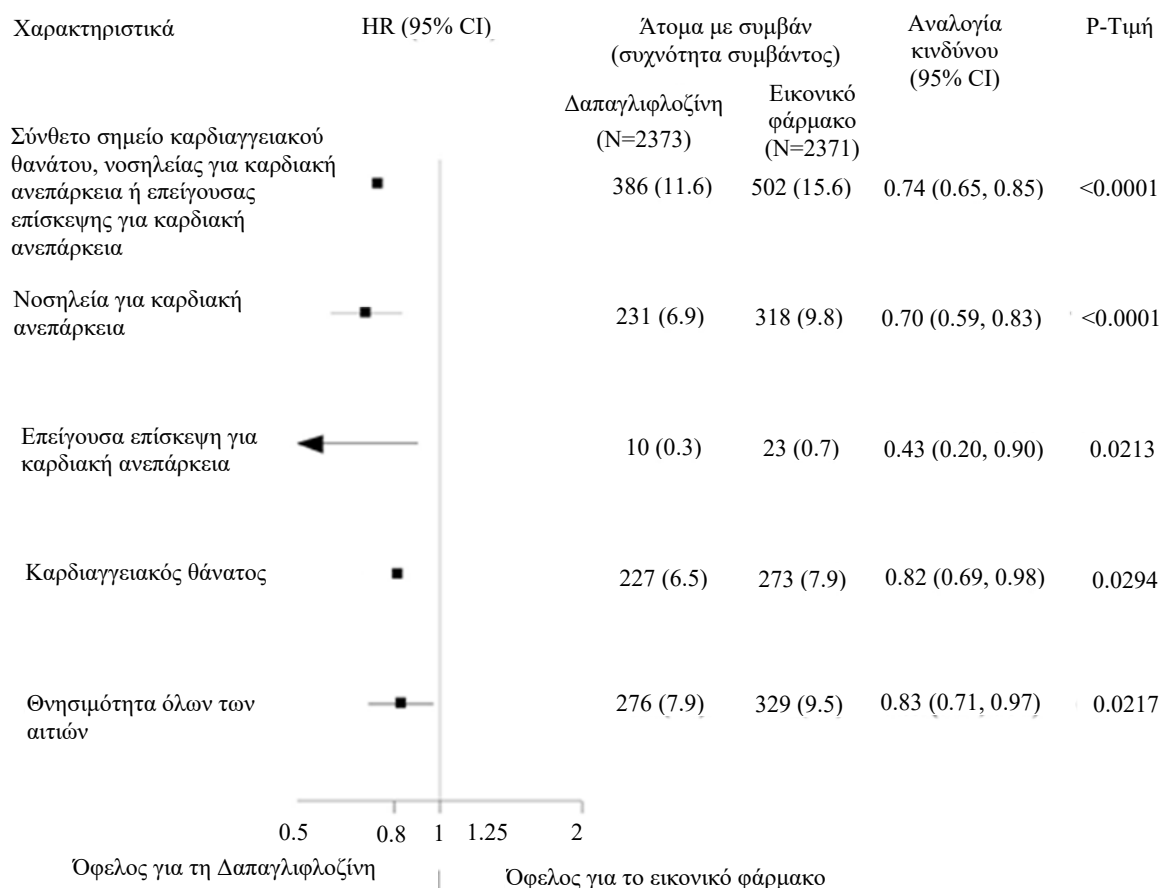 Χαρακτηριστικά HR (95% CI) Άτομα με συμβάν Αναλογία P-Τιμή
(συχνότητα συμβάντος) κινδύνου
(95% CI)
Δαπαγλιφλοζίνη Εικονικό
(N=2373) φάρμακο
(N=2371)
Σύνθετο σημείο καρδιαγγειακού
θανάτου, νοσηλείας για καρδιακή
ανεπάρκεια ή επείγουσας 386 (11.6) 502 (15.6) 0.74 (0.65, 0.85) <0.0001
επίσκεψης για καρδιακή
ανεπάρκεια
Νοσηλεία για καρδιακή
ανεπάρκεια 231 (6.9) 318 (9.8) 0.70 (0.59, 0.83) <0.0001
Επείγουσα επίσκεψη για
καρδιακή ανεπάρκεια 10 (0.3) 23 (0.7) 0.43 (0.20, 0.90) 0.0213
Καρδιαγγειακός θάνατος 227 (6.5) 273 (7.9) 0.82 (0.69, 0.98) 0.0294
Θνησιμότητα όλων των 276 (7.9) 329 (9.5) 0.83 (0.71, 0.97) 0.0217
αιτιών
0.5 0.8 1 1.25 2
Όφελος για τη Δαπαγλιφλοζίνη Όφελος για το εικονικό φάρμακο